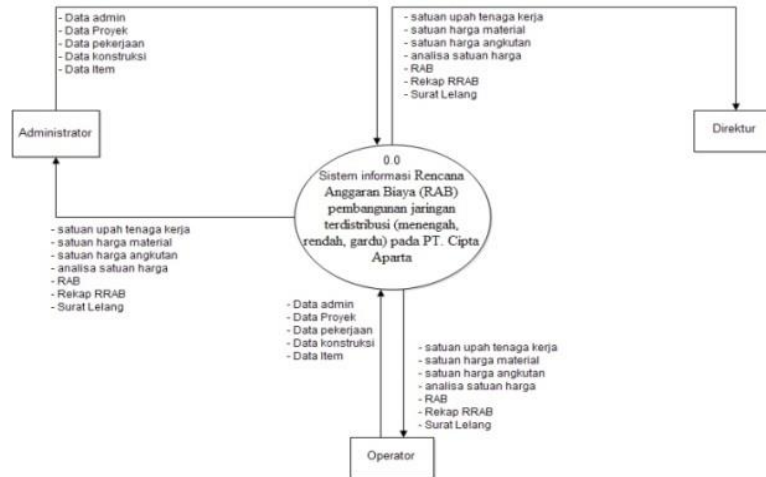 - Data admin
- Data Proyek
- Data pekerjaan
- Data konstruksi
- Data Item
- satuan upah tenaga kerja
- satuan harga material
- satuan harga angkutan
- analisa satuan harga
- RAB
- Rekap RRAB
- Surat Lelang
Administrator
Direktur
0.0
Sistem informasi Rencana
Anggaran Biaya (RAB)
pembangunan jaringan
terdistribusi (menengah,
rendah, gardu) pada PT. Cipta
Aparta
- satuan upah tenaga kerja
- satuan harga material
- satuan harga angkutan
- analisa satuan harga
- RAB
- Rekap RRAB
- Surat Lelang
- Data admin
- Data Proyek
- Data pekerjaan
- Data konstruksi
- Data Item
- satuan upah tenaga kerja
- satuan harga material
- satuan harga angkutan
- analisa satuan harga
- RAB
- Rekap RRAB
- Surat Lelang
Operator